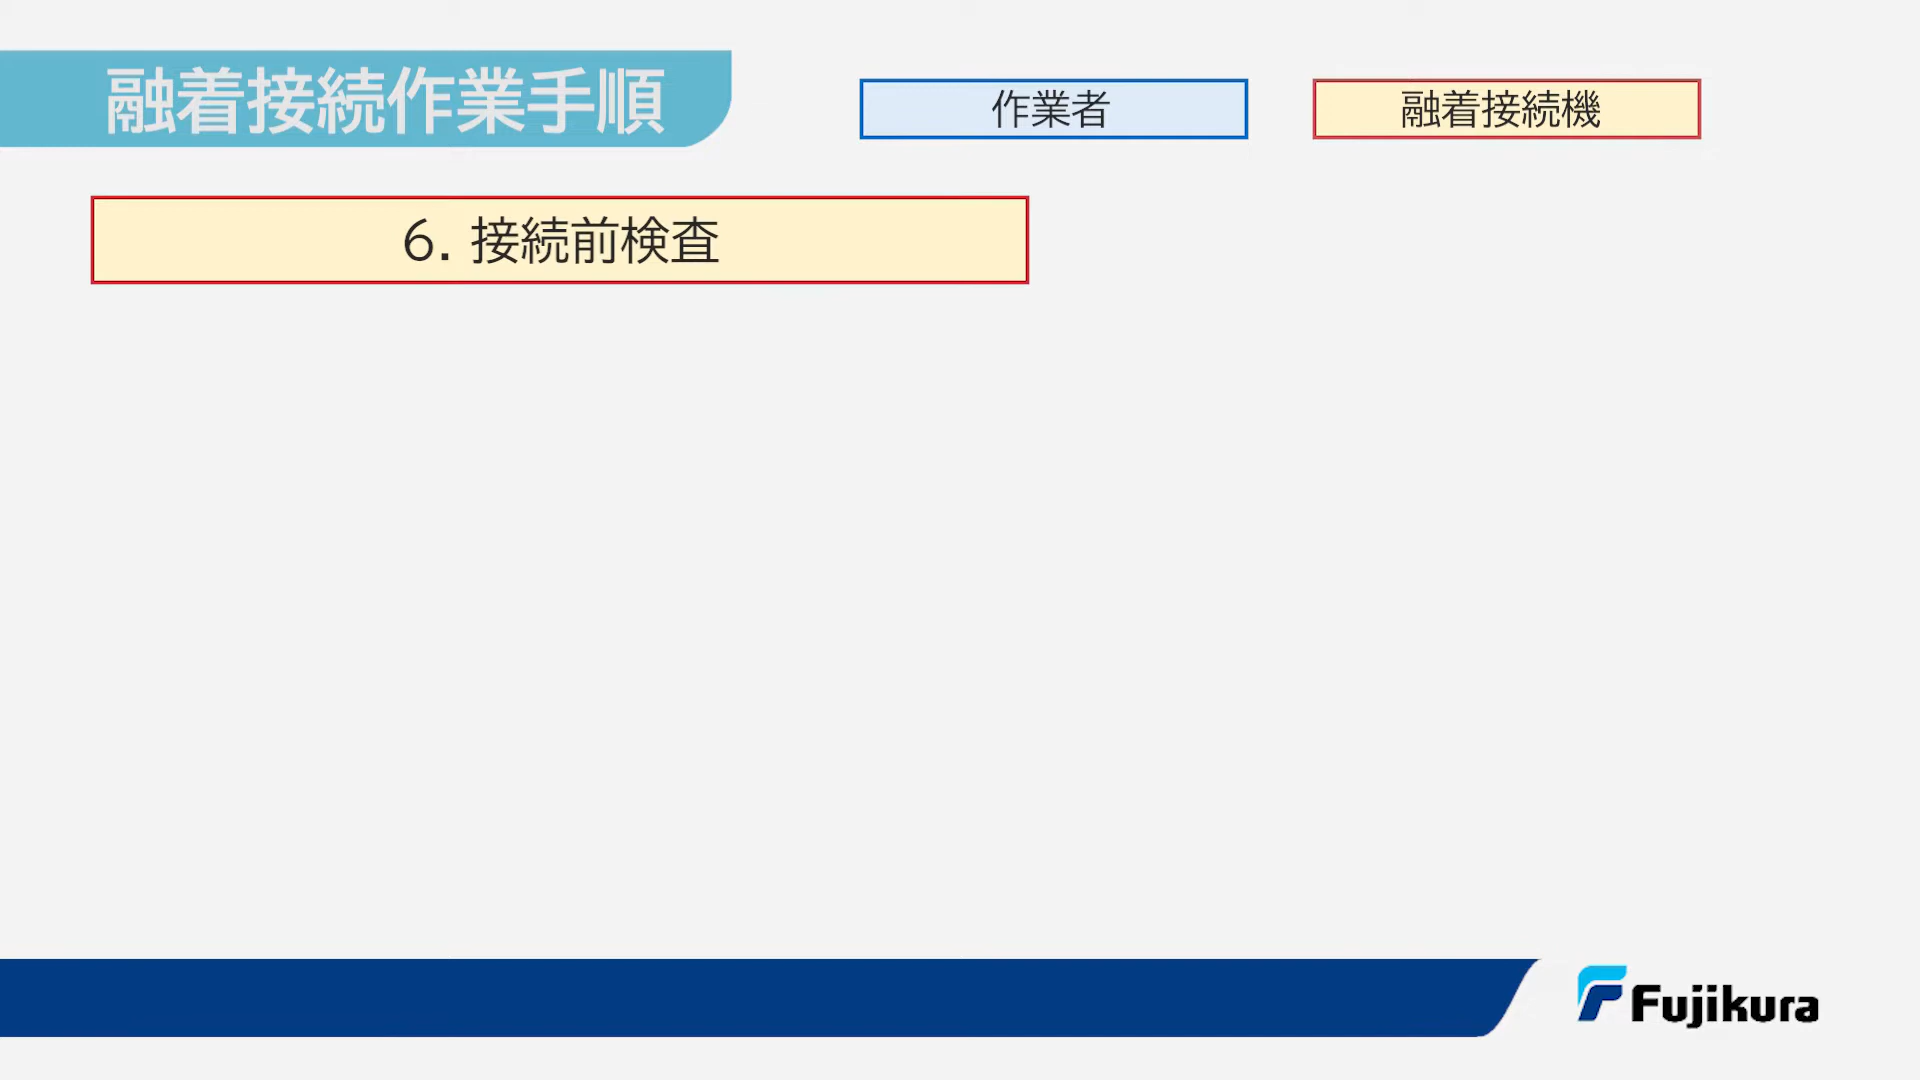 融着接続作業手順
作業者
融着接続機
6. 接続前検査
Fujikura